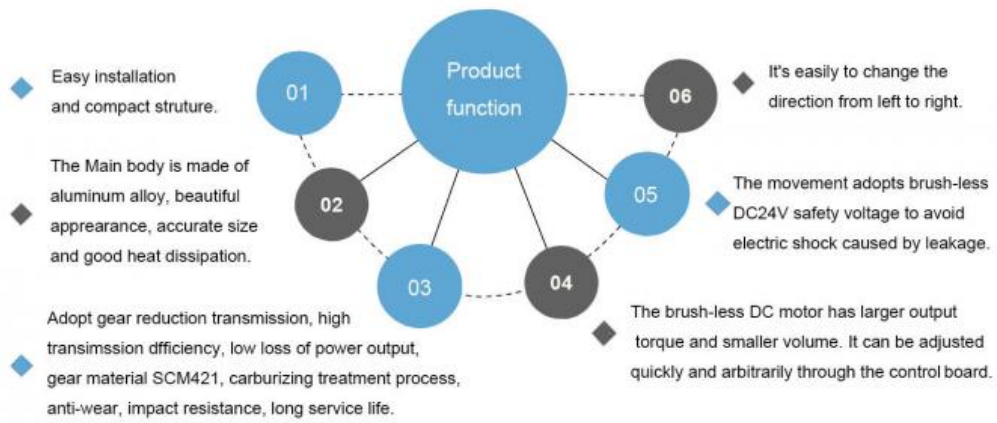 Product
function
01
Easy installation
and compact struture.
02
The Main body is made of
aluminum alloy, beautiful
apprearance, accurate size
and good heat dissipation.
03
Adopt gear reduction transmission, high
transimssion dfficiency, low loss of power output,
gear material SCM421, carburizing treatment process,
anti-wear, impact resistance, long service life.
04
The brush-less DC motor has larger output
torque and smaller volume. It can be adjusted
quickly and arbitrarily through the control board.
05
The movement adopts brush-less
DC24V safety voltage to avoid
electric shock caused by leakage.
06
It's easily to change the
direction from left to right.